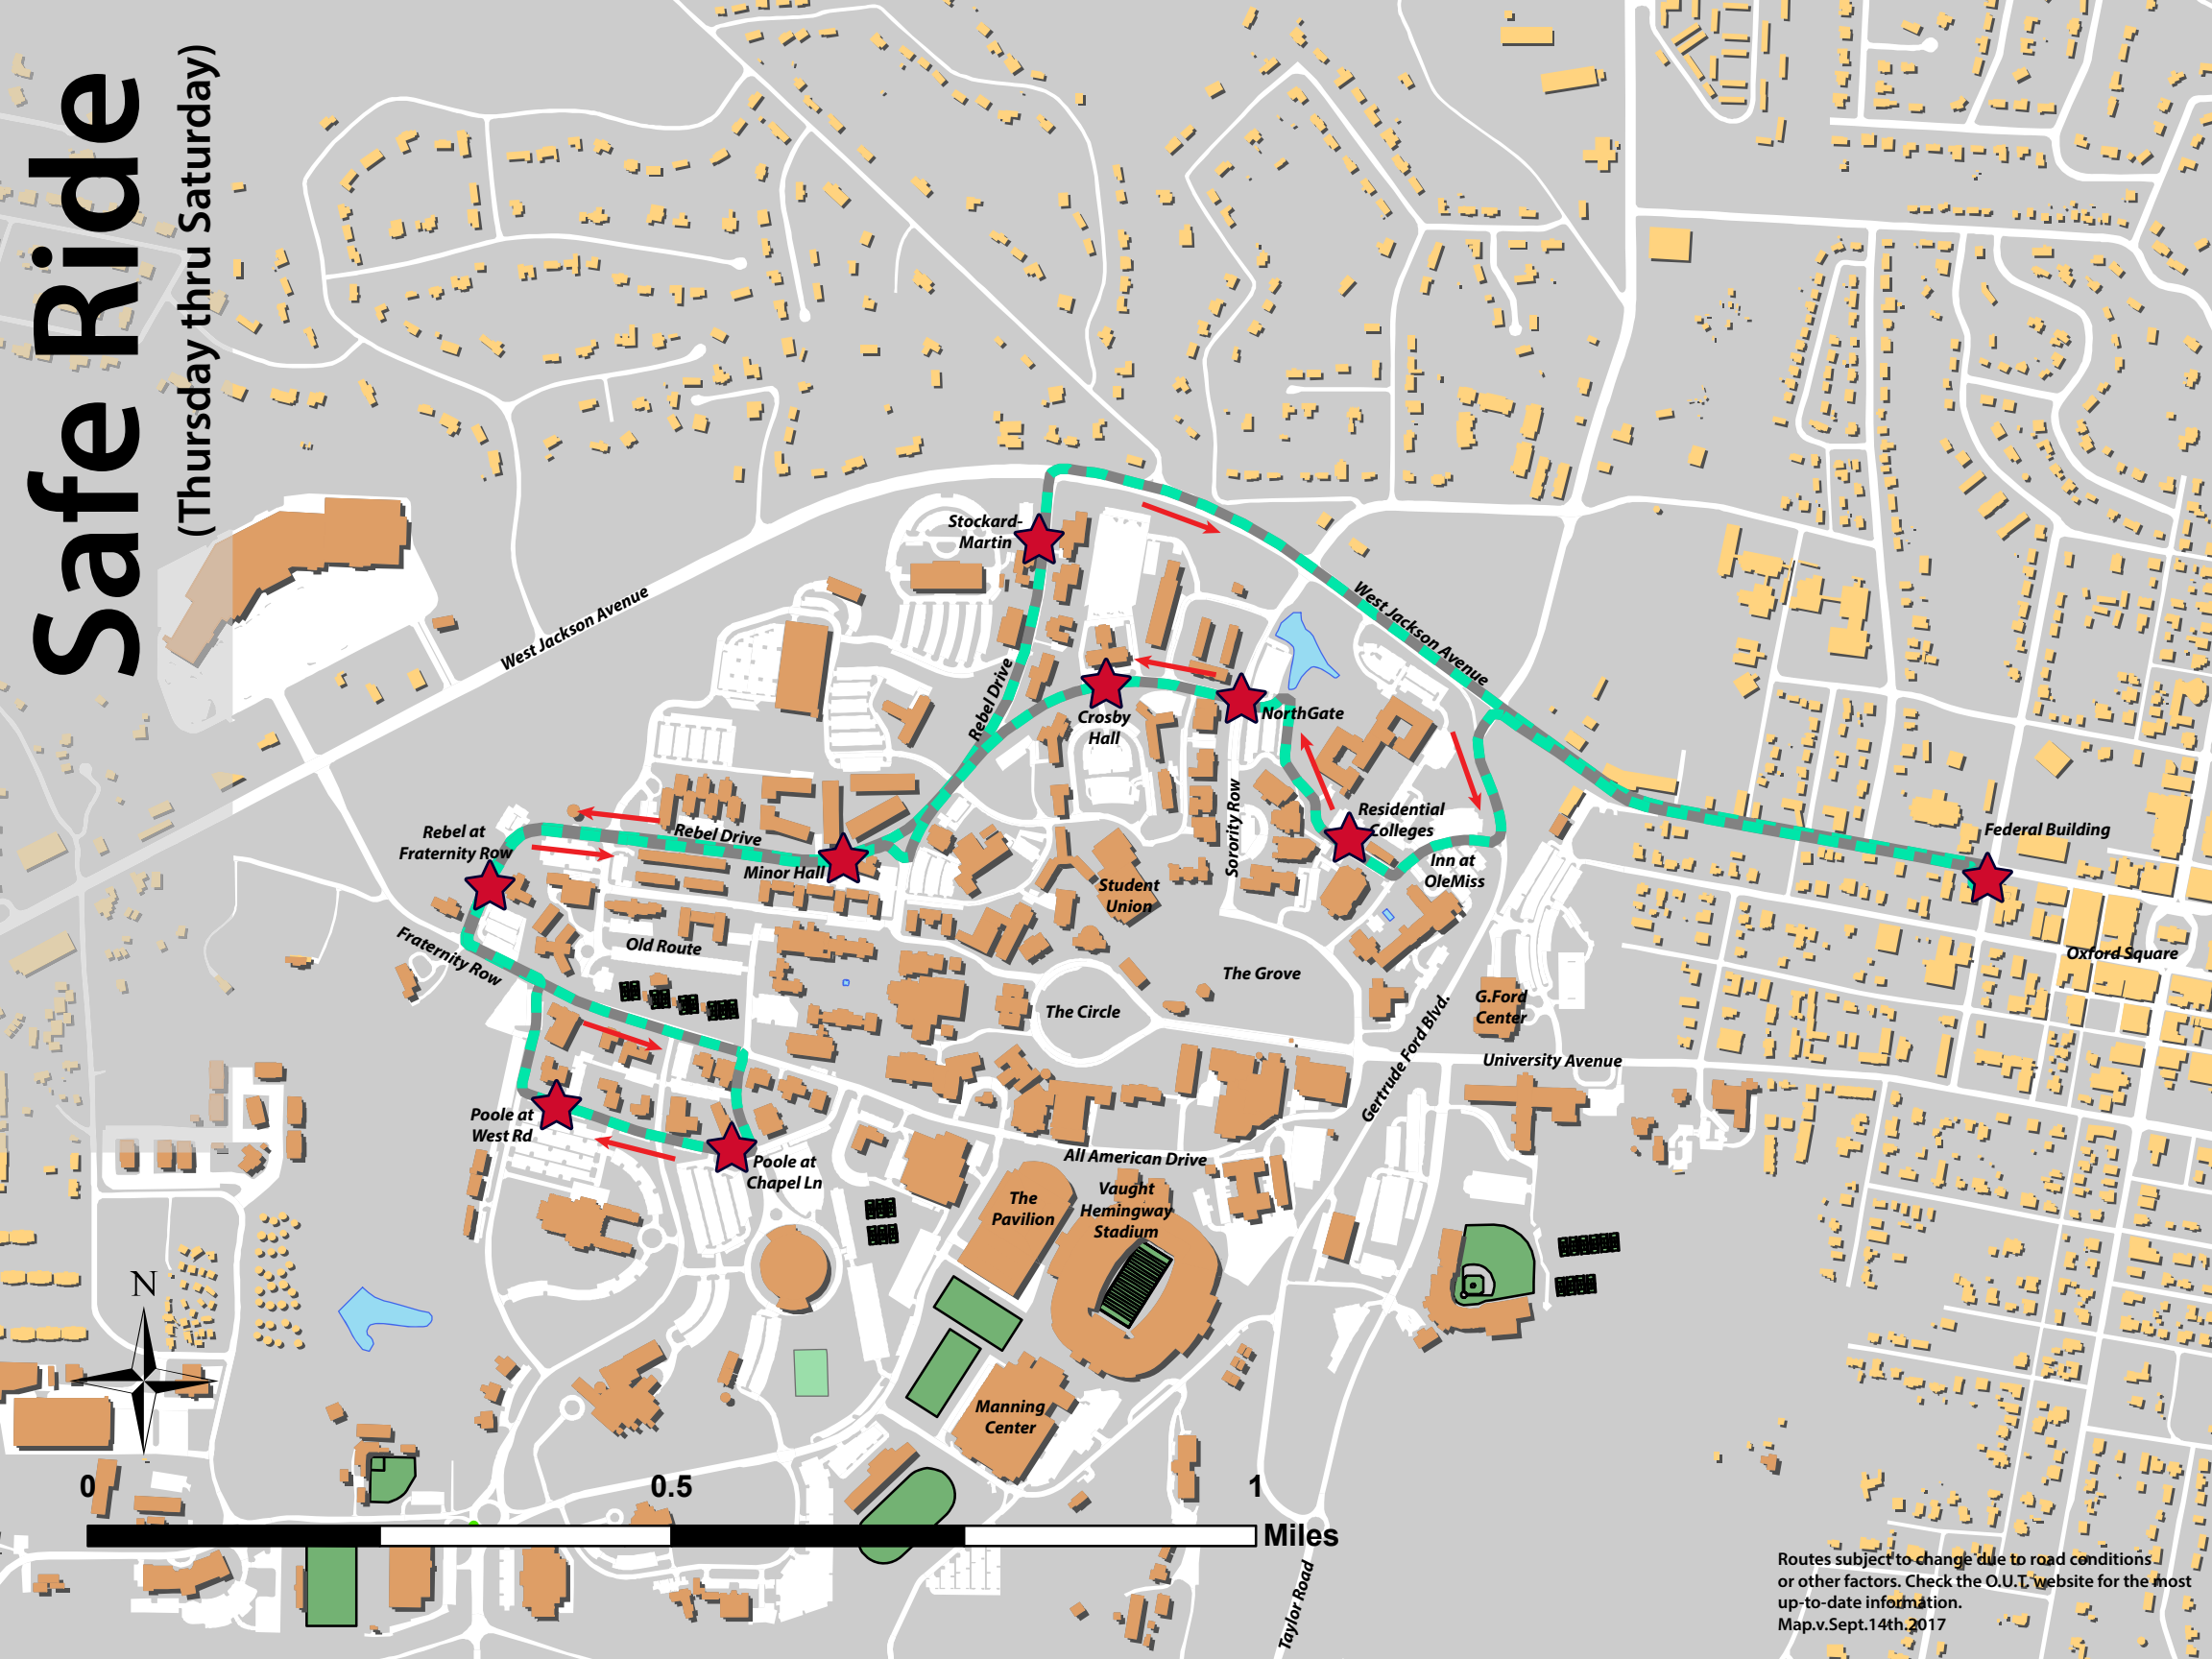 Safe Ride
(Thursday thru Saturday)
Stockard-
Martin
West Jackson Avenue
West Jackson Avenue
Rebel Drive
Crosby
Hall
NorthGate
Sorority Row
Residential
Colleges
Inn at
OleMiss
Federal Building
Oxford Square
Rebel at
Fraternity Row
Rebel Drive
Minor Hall
Student
Union
Old Route
Fraternity Row
The Grove
The Circle
G.Ford
Center
Gertrude Ford Blvd.
University Avenue
Poole at
West Rd
Poole at
Chapel Ln
All American Drive
The
Pavilion
Vaught
Hemingway
Stadium
Manning
Center
Taylor Road
N
0
0.5
1
Miles
Routes subject to change due to road conditions
or other factors. Check the O.U.T. website for the most
up-to-date information.
Map.v.Sept.14th.2017